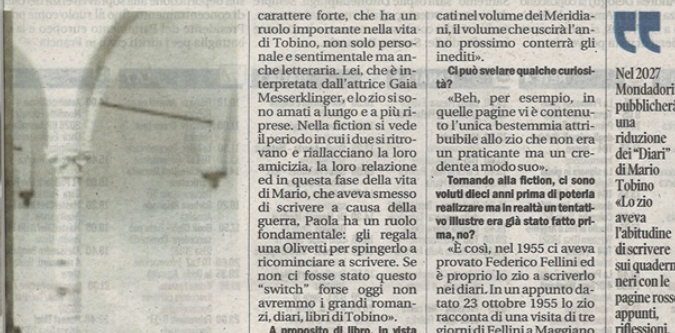 carattere forte, che ha un
ruolo importante nella vita
di Tobino, non solo perso-
nale e sentimentale ma an-
che letteraria. Lei, che è in-
terpretata dall'attrice Gaia
Messerklinger, e lo zio si so-
no amati a lungo e a più ri-
prese. Nella fiction si vede
il periodo in cui i due si ritro-
vano e riallacciano la loro
amicizia, la loro relazione
ed in questa fase della vita
di Mario, che aveva smesso
di scrivere a causa della
guerra, Paola ha un ruolo
fondamentale: gli regala
una Olivetti per spingerlo a
ricominciare a scrivere. Se
non ci fosse stato questo
"switch" forse oggi non
avremmo i grandi roman-
zi, diari, libri di Tobino».
A proposito di libro, in vista
cati nel volume dei Meridia-
ni, il volume che uscirà l'an-
no prossimo conterrà gli
inediti».
Ci può svelare qualche curiosi-
tà?
«Beh, per esempio, in
quelle pagine vi è contenu-
to l'unica bestemmia attri-
buibile allo zio che non era
un praticante ma un cre-
dente a modo suo».
Tornando alla fiction, ci sono
voluti dieci anni prima di poterla
realizzare ma in realtà un tentati-
vo illustre era già stato fatto pri-
ma, no?
«È così, nel 1955 ci aveva
provato Federico Fellini ed
è proprio lo zio a scriverlo
nei diari. In un appunto da-
tato 23 ottobre 1955 lo zio
racconta di una visita di tre
giorni di Fellini a Maggiano
Nel 2027
Mondadori
pubblicherà
una
riduzione
dei "Diari"
di Mario
Tobino
«Lo zio
aveva
l'abitudine
di scrivere
sui quaderni
neri con le
pagine rosse
appunti,
riflessioni,